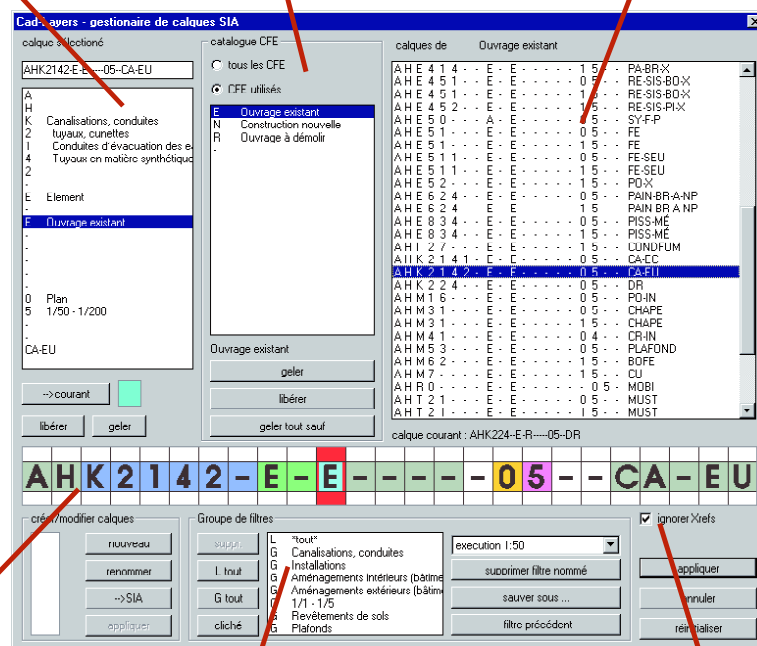 Cad-Layers - gestionaire de calques SIA
calque sélectioné
AHK2142-E-E-----05--CA-EU
A
H
K Canalisations, conduites
2 tuyaux, cunettes
1 Conduites d'évacuation des e
4 Tuyaux en matière synthétique
2
-
E Element
-
E Ouvrage existant
-
-
-
-
-
0 Plan
5 1/50 - 1/200
-
-
CA-EU
-->courant
libérer geler
catalogue CFE
tous les CFE
CFE utilisés
E Ouvrage existant
N Construction nouvelle
R Ouvrage à démolir
-
Ouvrage existant
geler
libérer
geler tout sauf
calques de Ouvrage existant
AHE414--E-E-----15-- PA-BR-X
AHE451--E-E-----05-- RE-SIS-BO-X
AHE451--E-E-----15-- RE-SIS-BO-X
AHE452--E-E-----15-- RE-SIS-PI-X
AHE50---A-E-----05-- SY-F-P
AHE51---E-E-----05-- FE
AHE51---E-E-----15-- FE
AHE511--E-E-----05-- FE-SEU
AHE511--E-E-----15-- FE-SEU
AHE52---E-E-----15-- PO-X
AHE624--E-E-----05-- PAIN-BR-A-NP
AHE624 E E 15 PAIN BR A NP
AHE834--E-E-----05-- PISS-MÉ
AHE834--E-E-----15-- PISS-MÉ
AHI27---E-E-----15-- CONDFUM
AHK2141-E-E-----05-- CA-EC
AHK2142-E-E-----05-- CA-EU
AHK224--E-E-----05-- DR
AHM16---E-E-----15-- PO-IN
AHM31---E-E-----05-- CHAPE
AHM31---E-E-----15-- CHAPE
AHM41---E-E-----04-- CR-IN
AHM53---E-E-----05-- PLAFOND
AHM62---E-E-----15-- BOFE
AHM7----E-E-----15-- CU
AHR0----E-E------05- MOBI
AHT21---E-E-----05-- MUST
AHT21---E-E-----15-- MUST
calque courant : AHK224--E-R-----05--DR
AHK2142-E-E-----05--CA-EU
créer/modifier calques
nouveau
renommer
-->SIA
appliquer
Groupe de filtres
suppr.
L tout
G tout
cliché
L *tout*
G Canalisations, conduites
G Installations
G Aménagements intérieurs (bâtime
G Aménagements extérieurs (bâtim
G 1/1 - 1/5
G Revêtements de sols
G Plafonds
execution 1:50
supprimer filtre nommé
sauver sous ...
filtre précédent
ignorer Xrefs
appliquer
annuler
réinitialiser